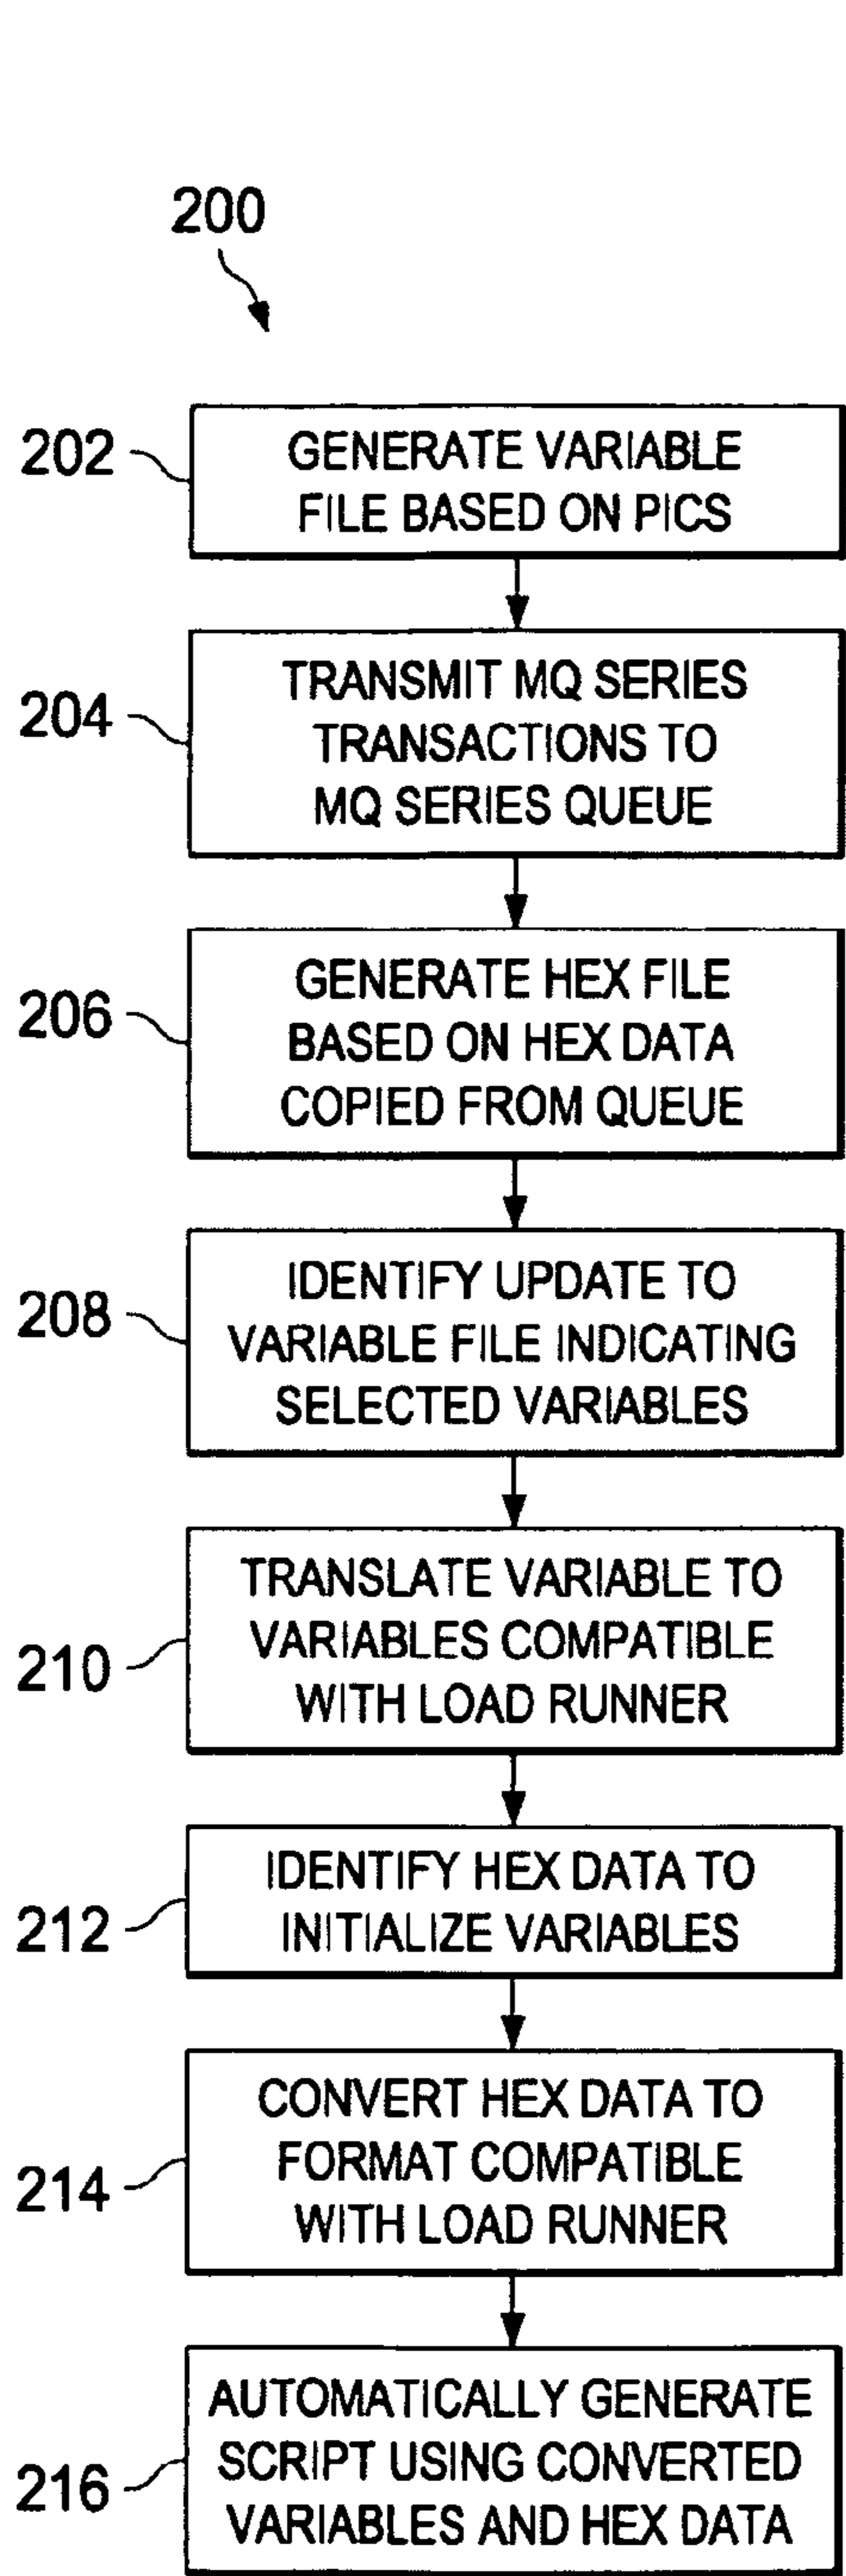 200
202
GENERATE VARIABLE
FILE BASED ON PICS
204
TRANSMIT MQ SERIES
TRANSACTIONS TO
MQ SERIES QUEUE
206
GENERATE HEX FILE
BASED ON HEX DATA
COPIED FROM QUEUE
208
IDENTIFY UPDATE TO
VARIABLE FILE INDICATING
SELECTED VARIABLES
210
TRANSLATE VARIABLE TO
VARIABLES COMPATIBLE
WITH LOAD RUNNER
212
IDENTIFY HEX DATA TO
INITIALIZE VARIABLES
214
CONVERT HEX DATA TO
FORMAT COMPATIBLE
WITH LOAD RUNNER
216
AUTOMATICALLY GENERATE
SCRIPT USING CONVERTED
VARIABLES AND HEX DATA